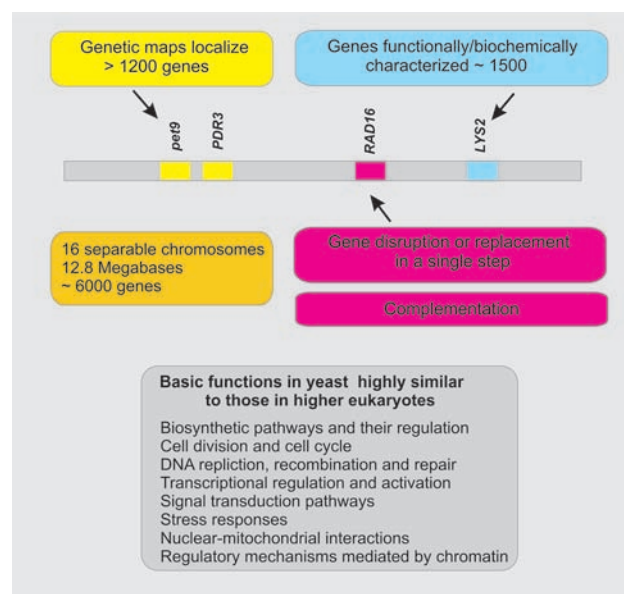 Genetic maps localize
> 1200 genes
Genes functionally/biochemically
characterized ~ 1500
pet9
PDR3
RAD16
LYS2
16 separable chromosomes
12.8 Megabases
~ 6000 genes
Gene disruption or replacement
in a single step
Complementation
Basic functions in yeast highly similar
to those in higher eukaryotes
Biosynthetic pathways and their regulation
Cell division and cell cycle
DNA repliction, recombination and repair
Transcriptional regulation and activation
Signal transduction pathways
Stress responses
Nuclear-mitochondrial interactions
Regulatory mechanisms mediated by chromatin